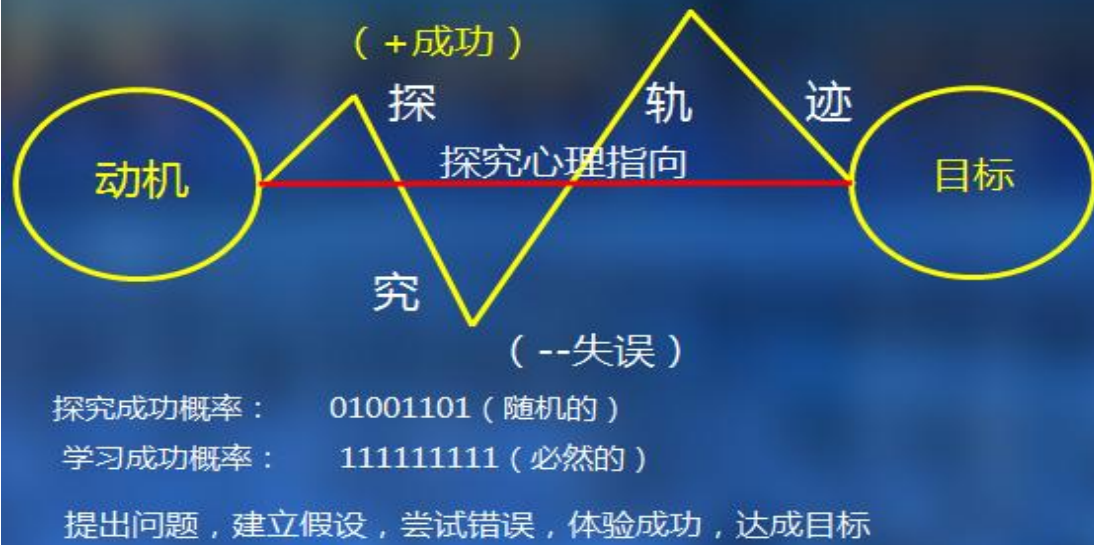 （+成功）
探 轨 迹
探究心理指向
动机 目标
究
（--失误）
探究成功概率： 01001101（随机的）
学习成功概率： 111111111（必然的）
提出问题，建立假设，尝试错误，体验成功，达成目标